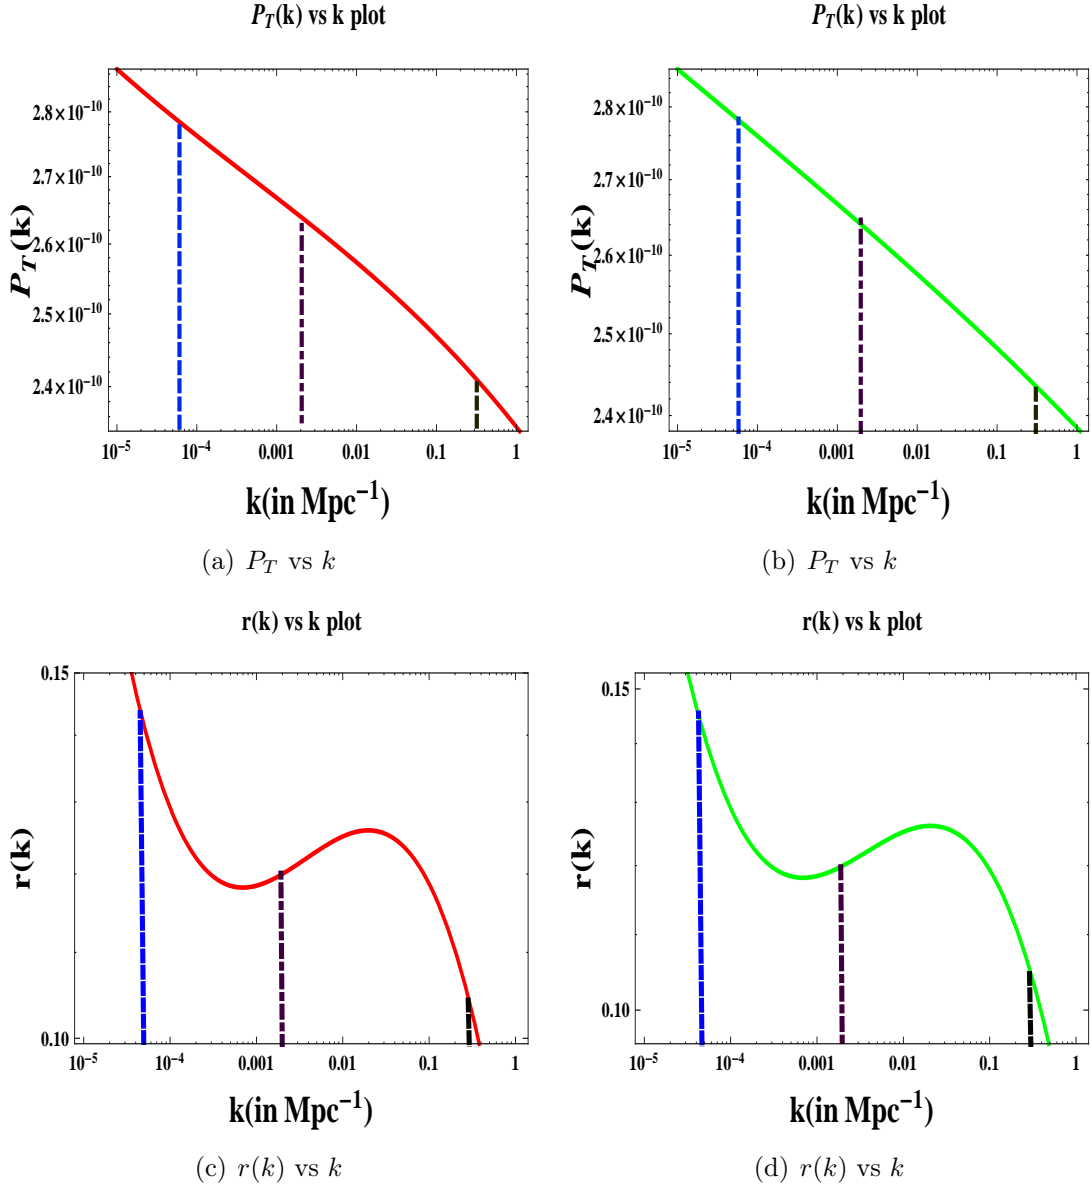 P_T(k) vs k plot
P_T(k) vs k plot
2.8×10⁻¹⁰
2.7×10⁻¹⁰
2.6×10⁻¹⁰
2.5×10⁻¹⁰
2.4×10⁻¹⁰
P_T(k)
10⁻⁵ 10⁻⁴ 0.001 0.01 0.1 1
k(in Mpc⁻¹)
(a) P_T vs k
2.8×10⁻¹⁰
2.7×10⁻¹⁰
2.6×10⁻¹⁰
2.5×10⁻¹⁰
2.4×10⁻¹⁰
P_T(k)
10⁻⁵ 10⁻⁴ 0.001 0.01 0.1 1
k(in Mpc⁻¹)
(b) P_T vs k
r(k) vs k plot
r(k) vs k plot
0.15
0.10
r(k)
10⁻⁵ 10⁻⁴ 0.001 0.01 0.1 1
k(in Mpc⁻¹)
(c) r(k) vs k
0.15
0.10
r(k)
10⁻⁵ 10⁻⁴ 0.001 0.01 0.1 1
k(in Mpc⁻¹)
(d) r(k) vs k